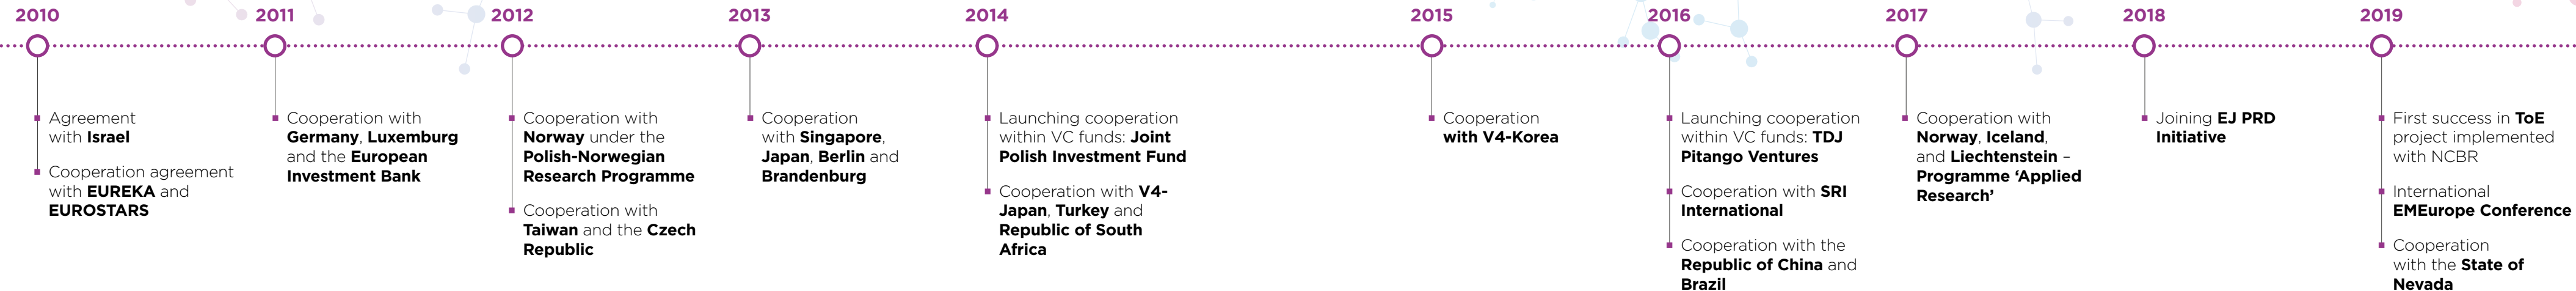 2010
Agreement
with Israel
Cooperation agreement
with EUREKA and
EUROSTARS
2011
Cooperation with
Germany, Luxemburg
and the European
Investment Bank
2012
Cooperation with
Norway under the
Polish-Norwegian
Research Programme
Cooperation with
Taiwan and the Czech
Republic
2013
Cooperation
with Singapore,
Japan, Berlin and
Brandenburg
2014
Launching cooperation
within VC funds: Joint
Polish Investment Fund
Cooperation with V4-
Japan, Turkey and
Republic of South
Africa
2015
Cooperation
with V4-Korea
2016
Launching cooperation
within VC funds: TDJ
Pitango Ventures
Cooperation with SRI
International
Cooperation with the
Republic of China and
Brazil
2017
Cooperation with
Norway, Iceland,
and Liechtenstein –
Programme ‘Applied
Research’
2018
Joining EJ PRD
Initiative
2019
First success in ToE
project implemented
with NCBR
International
EMEurope Conference
Cooperation
with the State of
Nevada